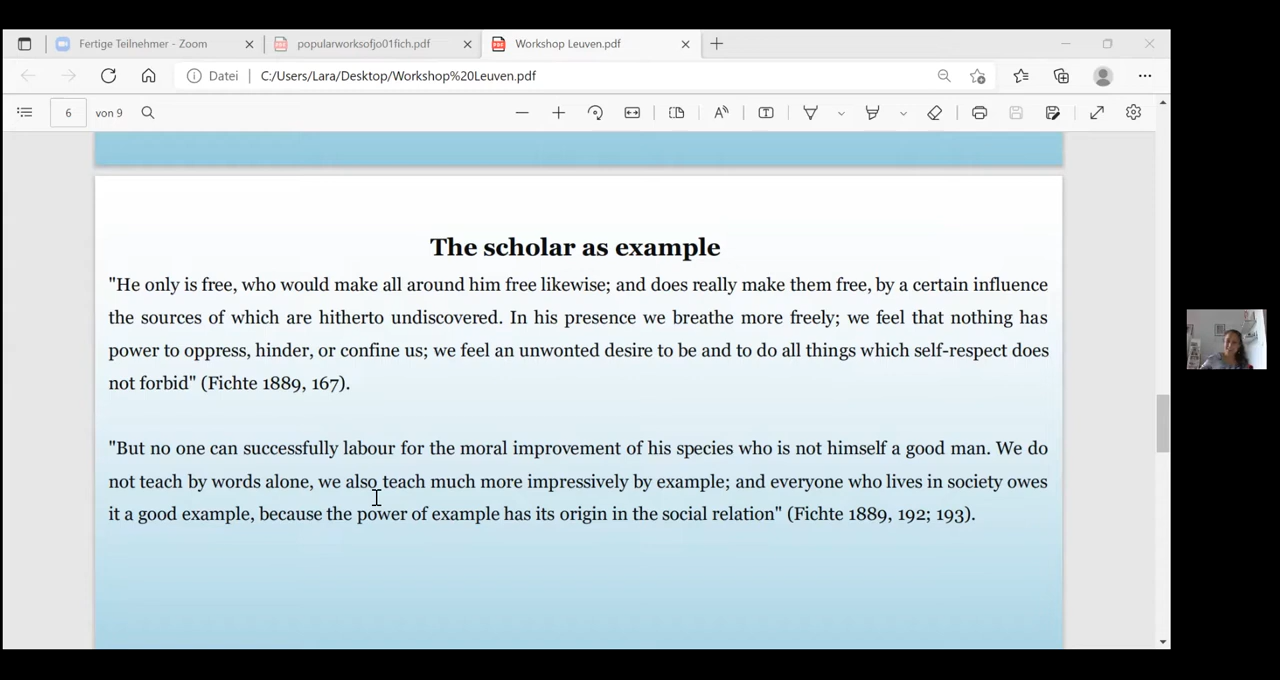 Fertige Teilnehmer - Zoom
popularworksofjo01fich.pdf
Workshop Leuven.pdf
Datei
C:/Users/Lara/Desktop/Workshop%20Leuven.pdf
6 von 9
The scholar as example
"He only is free, who would make all around him free likewise; and does really make them free, by a certain influence
the sources of which are hitherto undiscovered. In his presence we breathe more freely; we feel that nothing has
power to oppress, hinder, or confine us; we feel an unwonted desire to be and to do all things which self-respect does
not forbid" (Fichte 1889, 167).
"But no one can successfully labour for the moral improvement of his species who is not himself a good man. We do
not teach by words alone, we also teach much more impressively by example; and everyone who lives in society owes
it a good example, because the power of example has its origin in the social relation" (Fichte 1889, 192; 193).